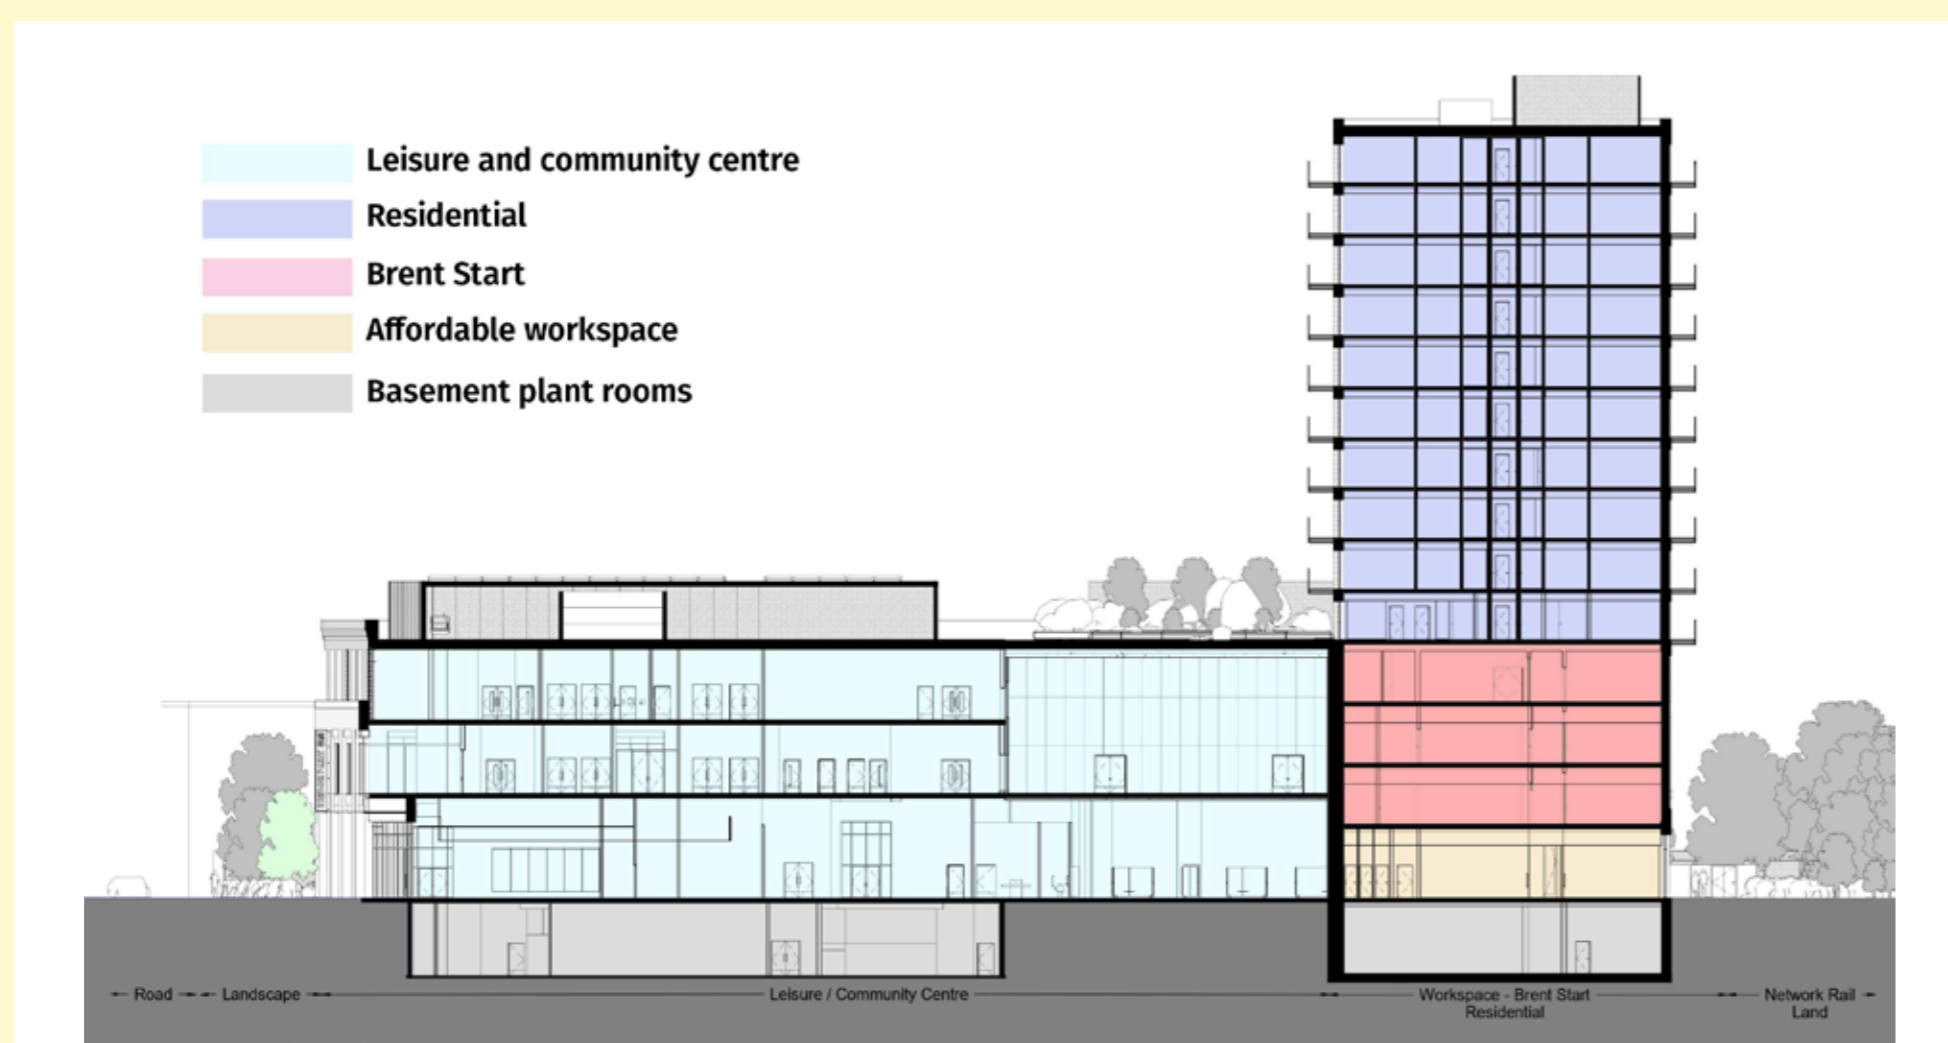 Leisure and community centre
Residential
Brent Start
Affordable workspace
Basement plant rooms
Road
Landscape
Leisure / Community Centre
Workspace - Brent Start
Residential
Network Rail
Land